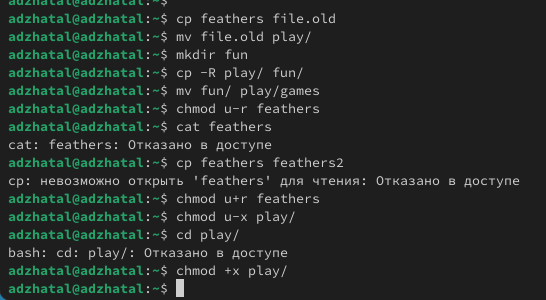 adzhatal@adzhatal:~$
adzhatal@adzhatal:~$ cp feathers file.old
adzhatal@adzhatal:~$ mv file.old play/
adzhatal@adzhatal:~$ mkdir fun
adzhatal@adzhatal:~$ cp -R play/ fun/
adzhatal@adzhatal:~$ mv fun/ play/games
adzhatal@adzhatal:~$ chmod u-r feathers
adzhatal@adzhatal:~$ cat feathers
cat: feathers: Отказано в доступе
adzhatal@adzhatal:~$ cp feathers feathers2
cp: невозможно открыть 'feathers' для чтения: Отказано в доступе
adzhatal@adzhatal:~$ chmod u+r feathers
adzhatal@adzhatal:~$ chmod u-x play/
adzhatal@adzhatal:~$ cd play/
bash: cd: play/: Отказано в доступе
adzhatal@adzhatal:~$ chmod +x play/
adzhatal@adzhatal:~$